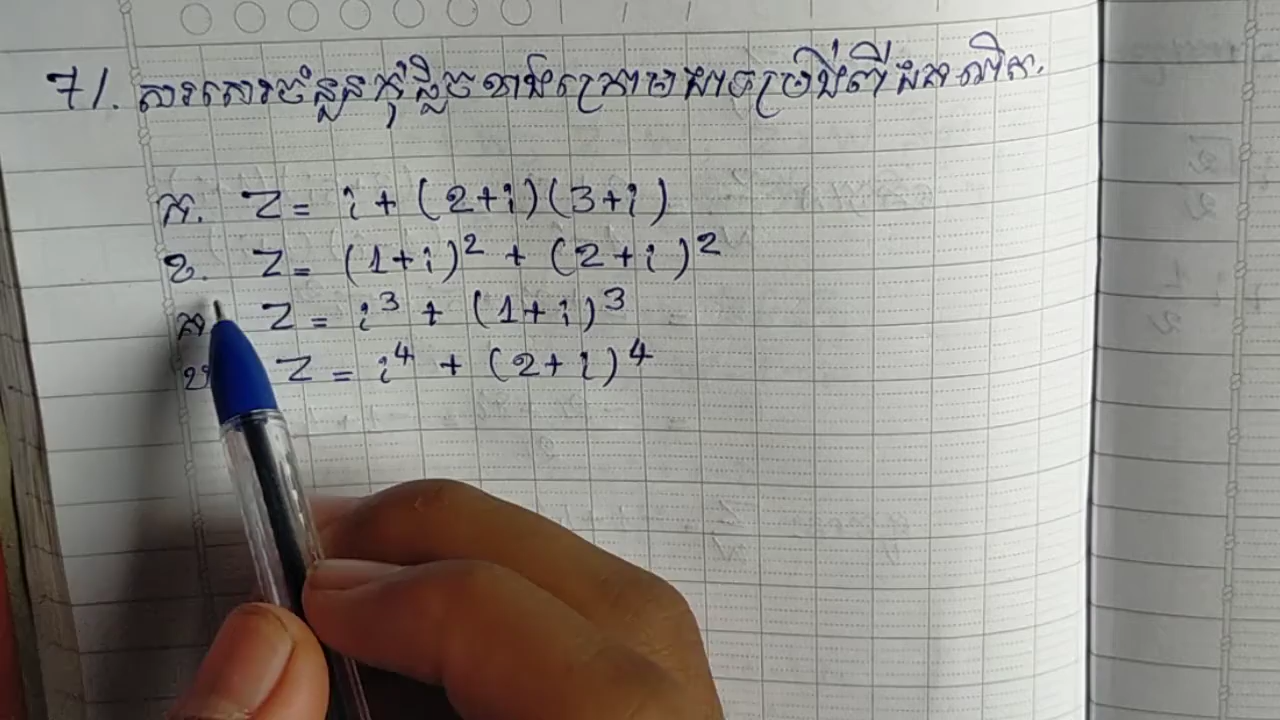 71. សរសេរចំនួនកុំផ្លិចខាងក្រោមជាទម្រង់ពីជគណិត.
ក. Z = i + (2+i)(3+i)
ខ. Z = (1+i)² + (2+i)²
គ Z = i³ + (1+i)³
ឃ Z = i⁴ + (2+i)⁴